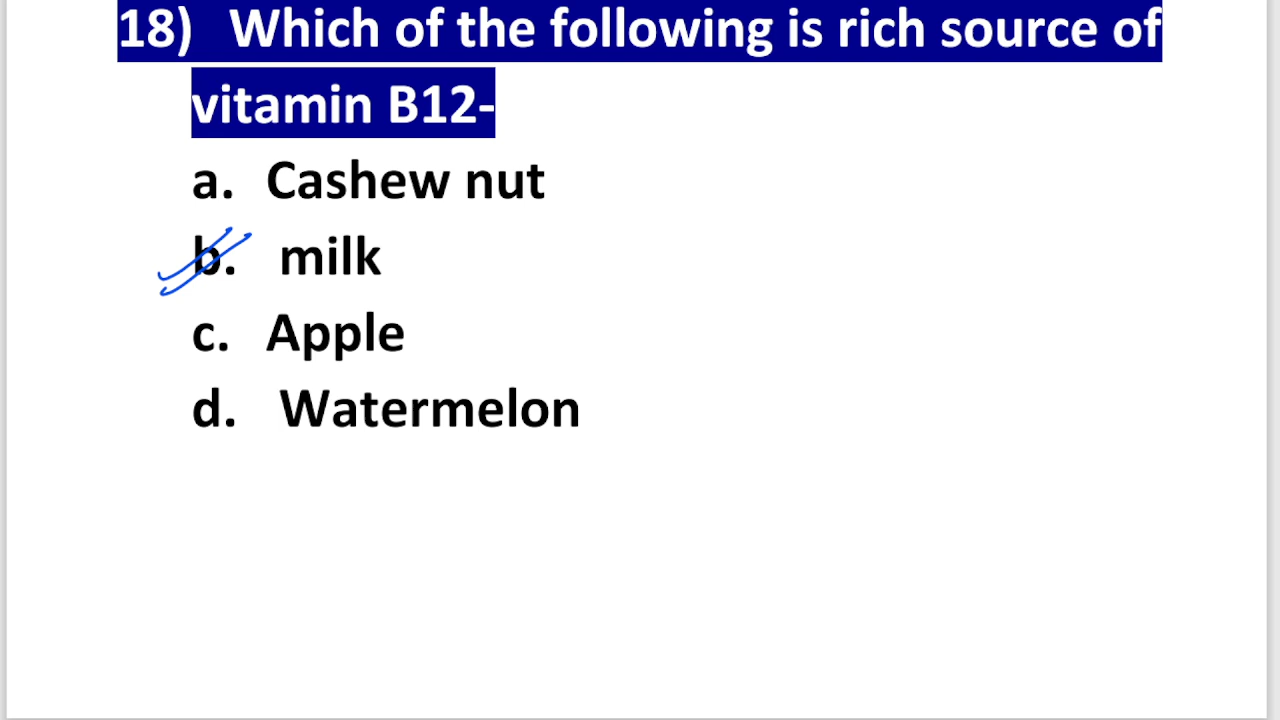 18) Which of the following is rich source of
vitamin B12-
a. Cashew nut
b. milk
c. Apple
d. Watermelon